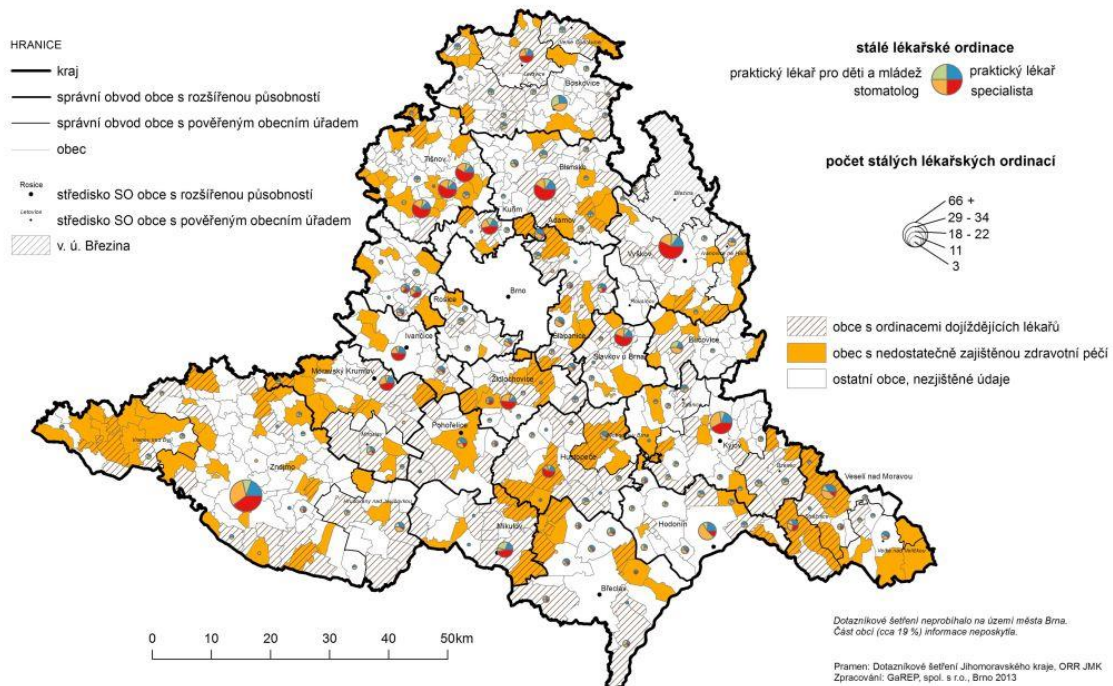 HRANICE
kraj
správní obvod obce s rozšířenou působností
správní obvod obce s pověřeným obecním úřadem
obec
Rosice
středisko SO obce s rozšířenou působností
Letovice
středisko SO obce s pověřeným obecním úřadem
v. ú. Březina
stálé lékařské ordinace
praktický lékař pro děti a mládež
praktický lékař
stomatolog
specialista
počet stálých lékařských ordinací
66 +
29 - 34
18 - 22
11
3
obce s ordinacemi dojíždějících lékařů
obec s nedostatečně zajištěnou zdravotní péčí
ostatní obce, nezjištěné údaje
Letovice
Boskovice
Tišnov
Blansko
Březina
Kuřim
Adamov
Vyškov
Brno
Rosice
Ivančice
Šlapanice
Slavkov u Brna
Bučovice
Moravský Krumlov
Židlochovice
Pohořelice
Kyjov
Hustopeče
Znojmo
Veselí nad Moravou
Mikulov
Hodonín
Břeclav
0 10 20 30 40 50km
Dotazníkové šetření neprobíhalo na území města Brna.
Část obcí (cca 19 %) informace neposkytla.
Pramen: Dotazníkové šetření Jihomoravského kraje, ORR JMK
Zpracování: GaREP, spol. s r.o., Brno 2013